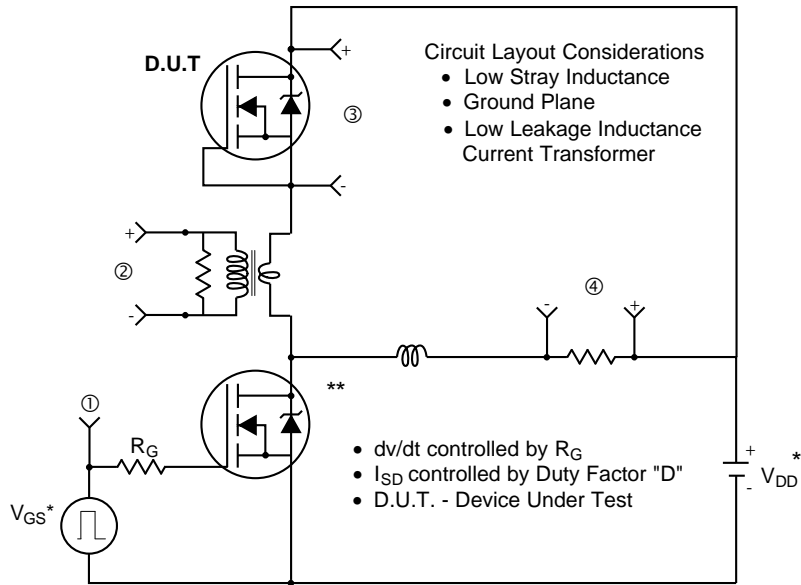 D.U.T
+
③
-
Circuit Layout Considerations
• Low Stray Inductance
• Ground Plane
• Low Leakage Inductance
Current Transformer
+
②
-
④
-
+
**
①
R_G
V_GS*
• dv/dt controlled by R_G
• I_SD controlled by Duty Factor "D"
• D.U.T. - Device Under Test
+
-
V_DD*